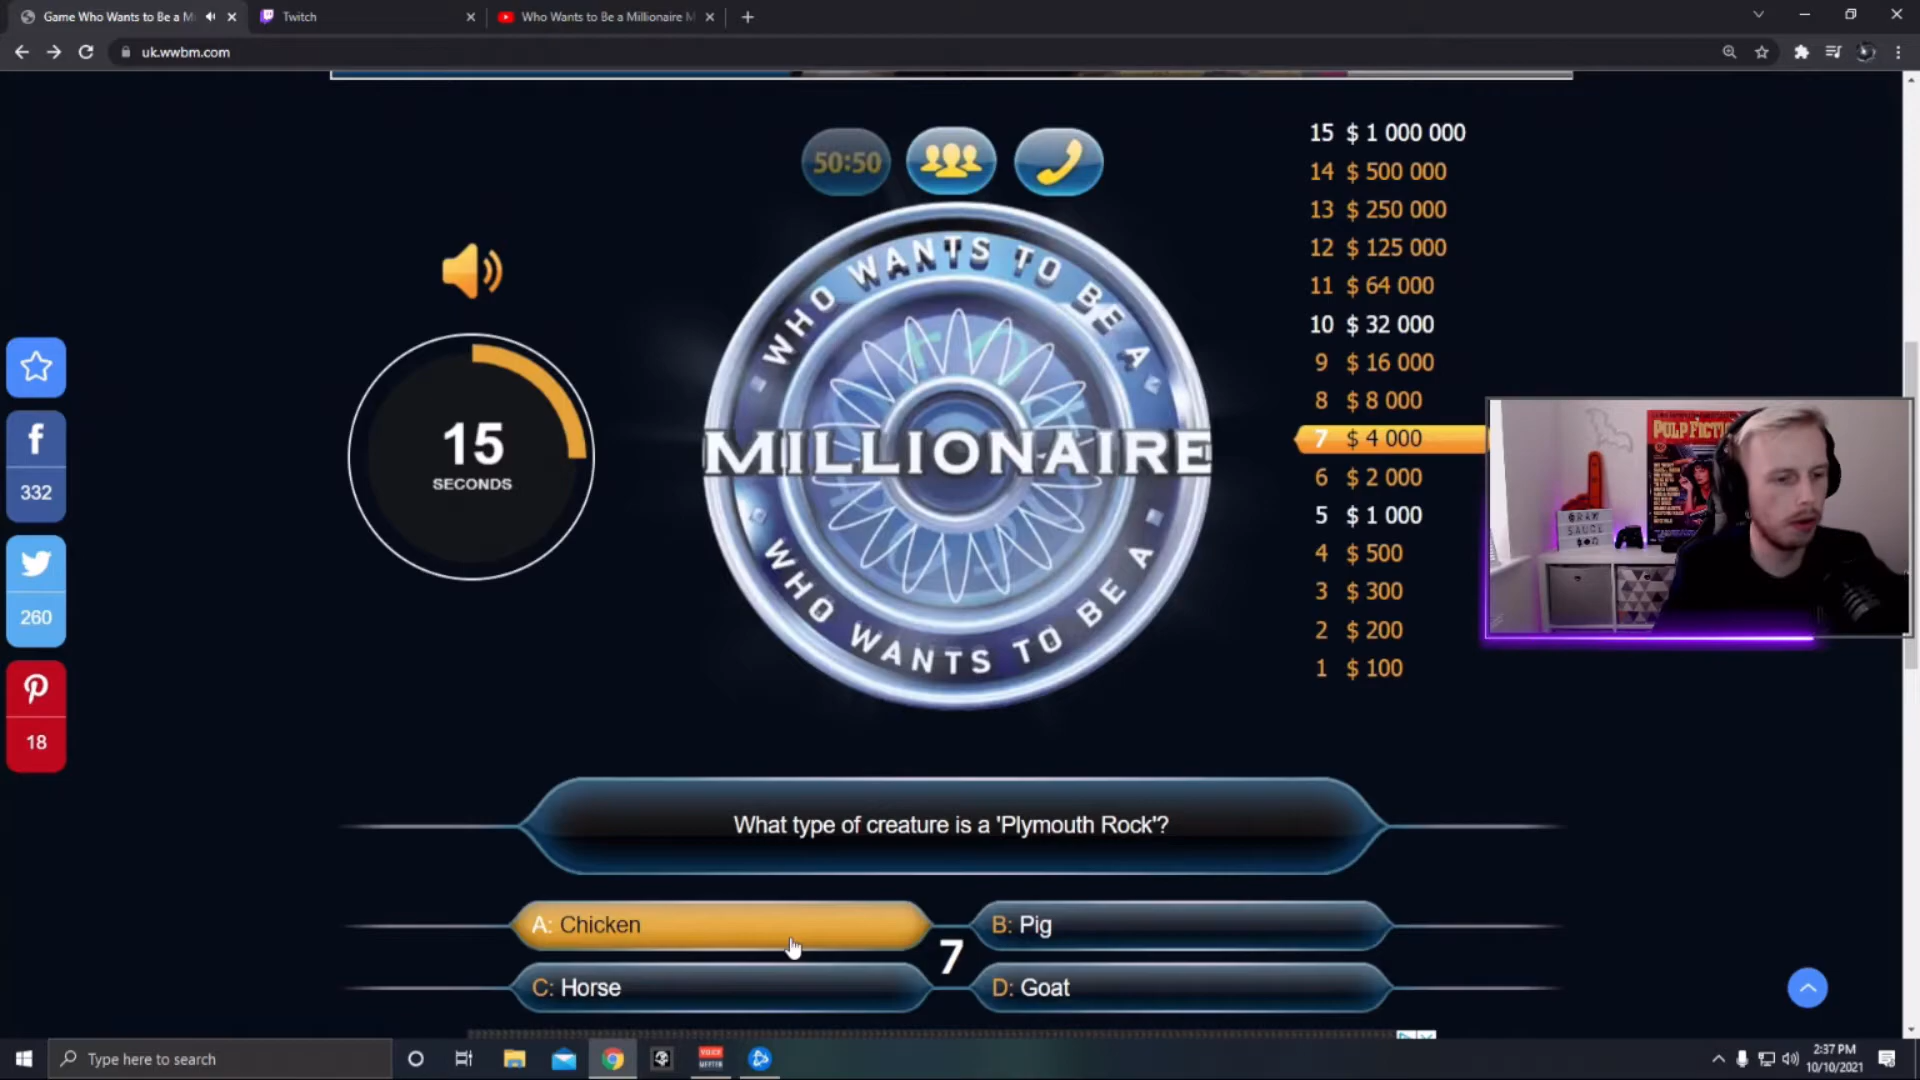 Game Who Wants to Be a M
Twitch
Who Wants to Be a Millionaire M
uk.wwbm.com
50:50
15 $ 1 000 000
14 $ 500 000
13 $ 250 000
12 $ 125 000
11 $ 64 000
10 $ 32 000
9 $ 16 000
8 $ 8 000
7 $ 4 000
6 $ 2 000
5 $ 1 000
4 $ 500
3 $ 300
2 $ 200
1 $ 100
15
SECONDS
WHO WANTS TO BE A
MILLIONAIRE
WHO WANTS TO BE A
332
260
18
PULP FICTI
DRAW
SAUCE
What type of creature is a 'Plymouth Rock'?
A: Chicken
B: Pig
7
C: Horse
D: Goat
Type here to search
VOICE
MEETER
2:37 PM
10/10/2021